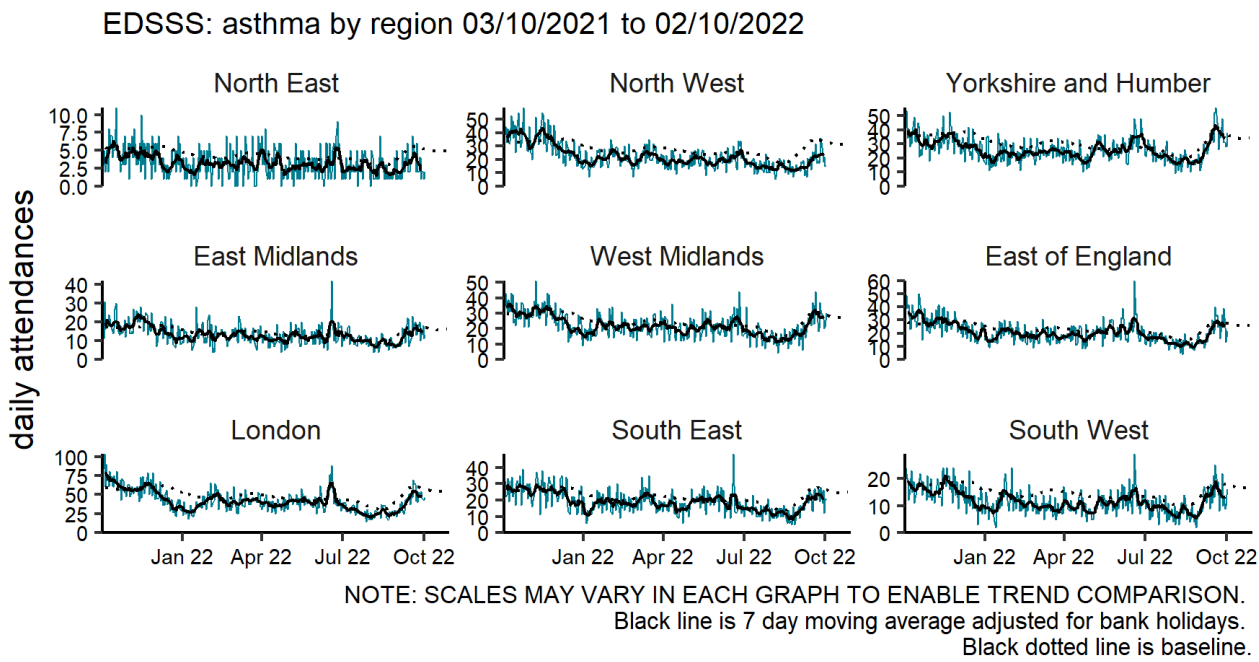 EDSSS: asthma by region 03/10/2021 to 02/10/2022
North East
North West
Yorkshire and Humber
10.0
7.5
5.0
2.5
0.0
50
40
30
20
10
0
50
40
30
20
10
0
daily attendances
East Midlands
West Midlands
East of England
40
30
20
10
0
50
40
30
20
10
0
60
50
40
30
20
10
0
London
South East
South West
100
75
50
25
0
40
30
20
10
0
20
10
0
Jan 22 Apr 22 Jul 22 Oct 22
Jan 22 Apr 22 Jul 22 Oct 22
Jan 22 Apr 22 Jul 22 Oct 22
NOTE: SCALES MAY VARY IN EACH GRAPH TO ENABLE TREND COMPARISON.
Black line is 7 day moving average adjusted for bank holidays.
Black dotted line is baseline.